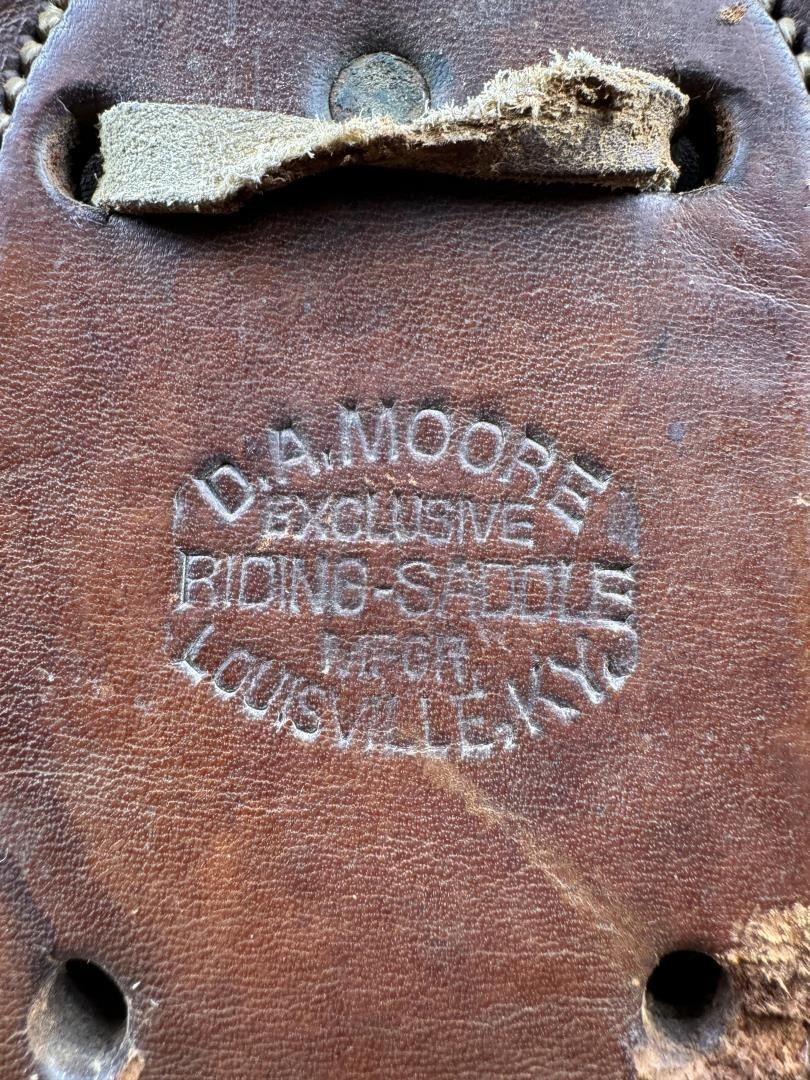 D.A.MOORE
EXCLUSIVE
RIDING-SADDLE
MFGR.
LOUISVILLE, KY.